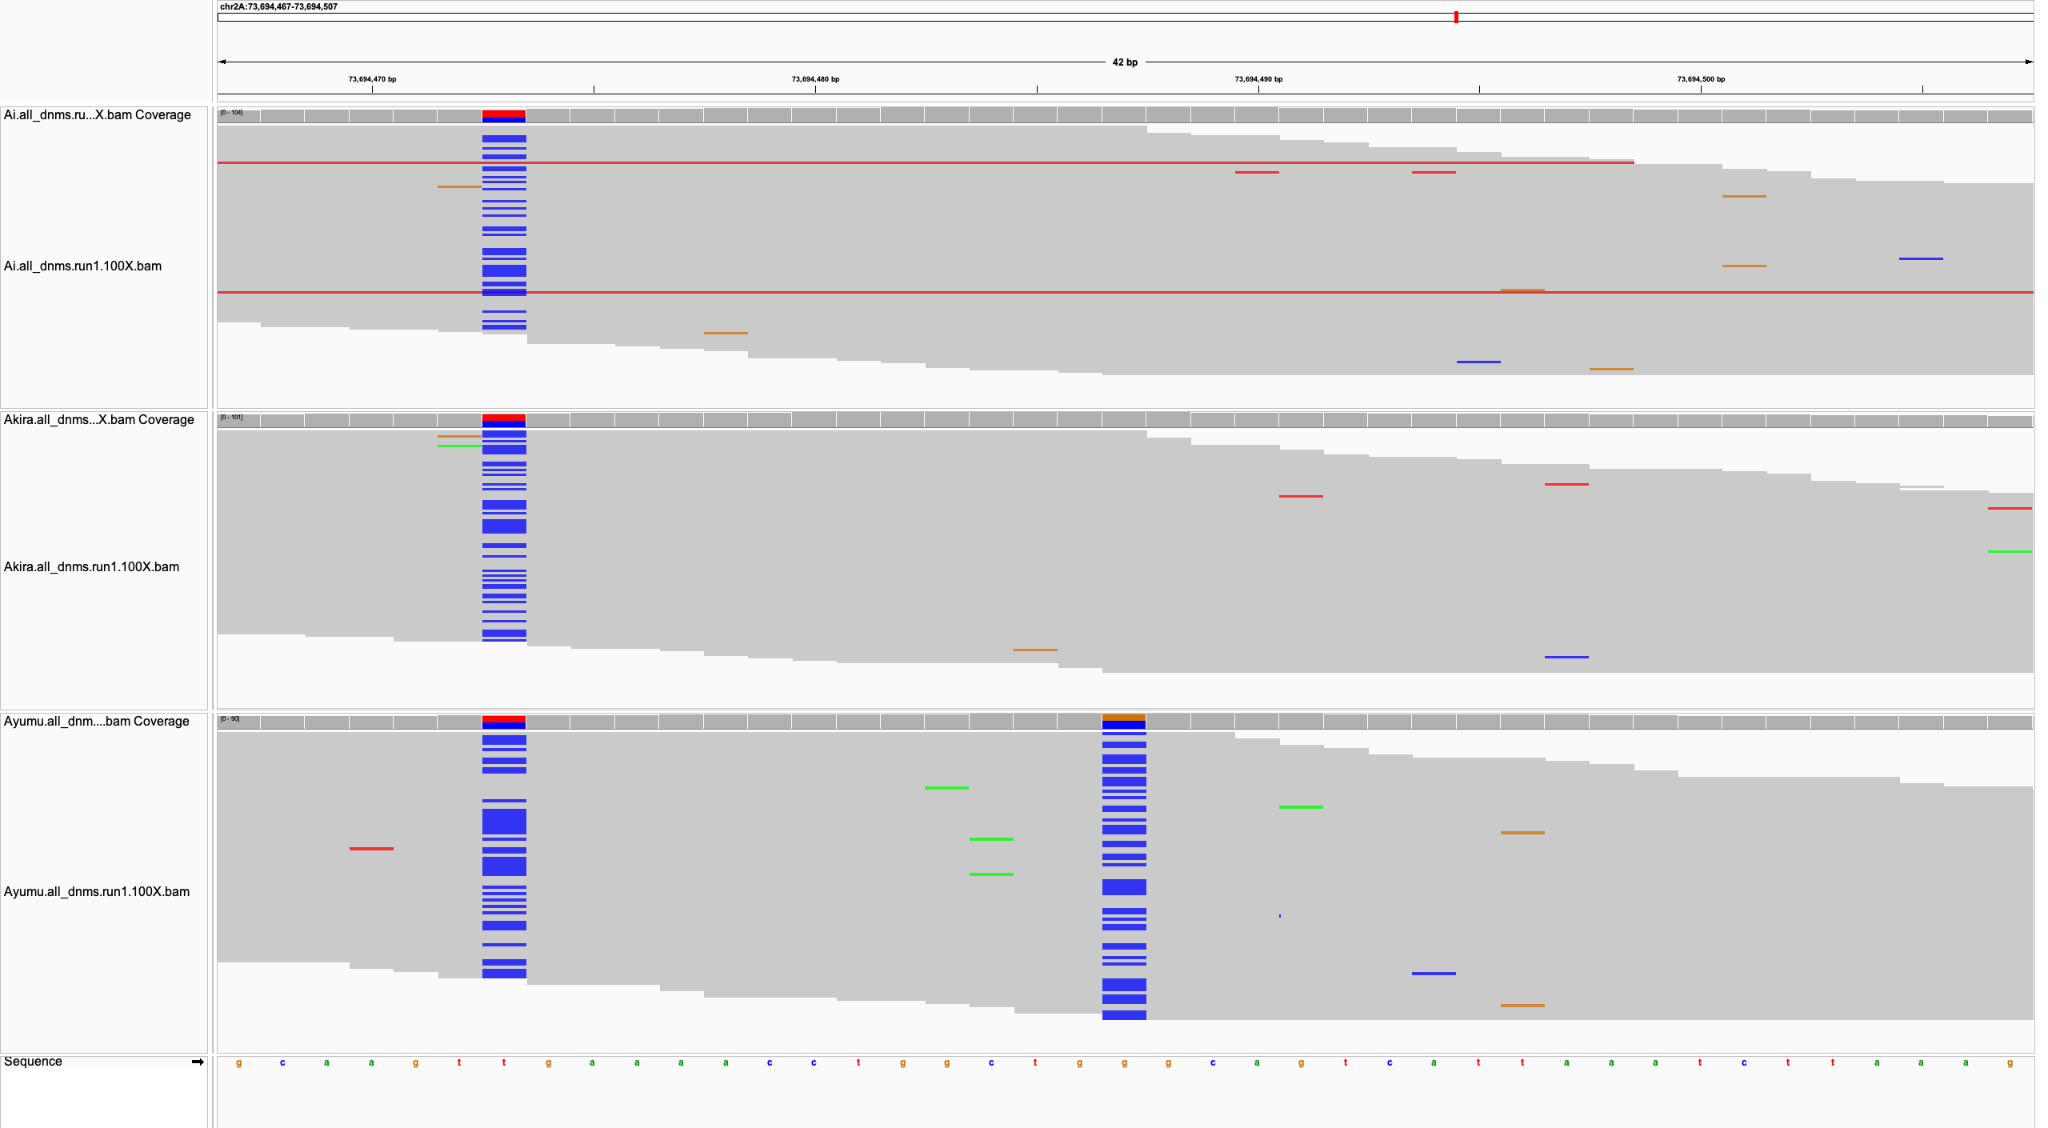 chr2A:73,694,467-73,694,507
42 bp
73,694,470 bp 73,694,480 bp 73,694,490 bp 73,694,500 bp
Ai.all_dnms.ru...X.bam Coverage
[0 - 104]
Ai.all_dnms.run1.100X.bam
Akira.all_dnms...X.bam Coverage
[0 - 101]
Akira.all_dnms.run1.100X.bam
Ayumu.all_dnm....bam Coverage
[0 - 90]
Ayumu.all_dnms.run1.100X.bam
Sequence g c a a g t t g a a a a c c t g g c t g g g c a g t c a t t a a a t c t t a a a g